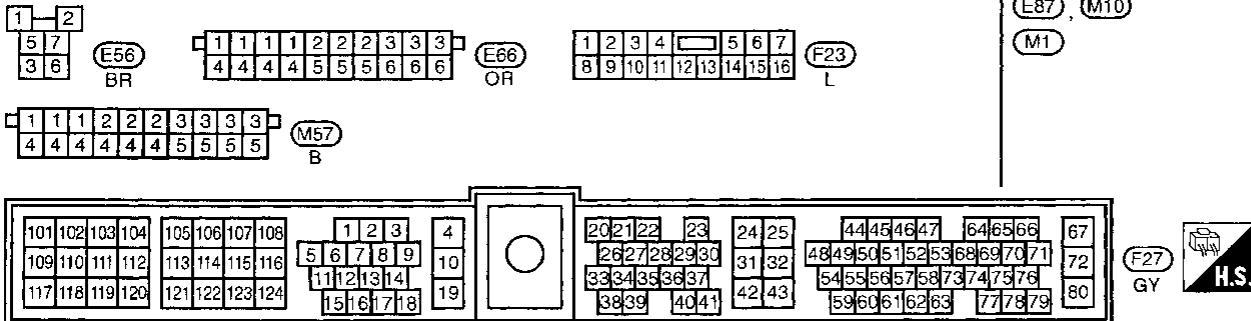 1 2
5 7
3 6
E56
BR
1 1 1 1 2 2 2 3 3 3
4 4 4 4 5 5 5 6 6 6
E66
OR
1 2 3 4 5 6 7
8 9 10 11 12 13 14 15 16
F23
L
E87 , M10
M1
1 1 1 2 2 2 3 3 3 3
4 4 4 4 4 4 5 5 5 5
M57
B
101 102 103 104 105 106 107 108 1 2 3 4 20 21 22 23 24 25 44 45 46 47 64 65 66 67
109 110 111 112 113 114 115 116 5 6 7 8 9 10 26 27 28 29 30 31 32 48 49 50 51 52 53 68 69 70 71 72
117 118 119 120 121 122 123 124 11 12 13 14 19 33 34 35 36 37 42 43 54 55 56 57 58 73 74 75 76 80
15 16 17 18 38 39 40 41 59 60 61 62 63 77 78 79
F27
GY
H.S.